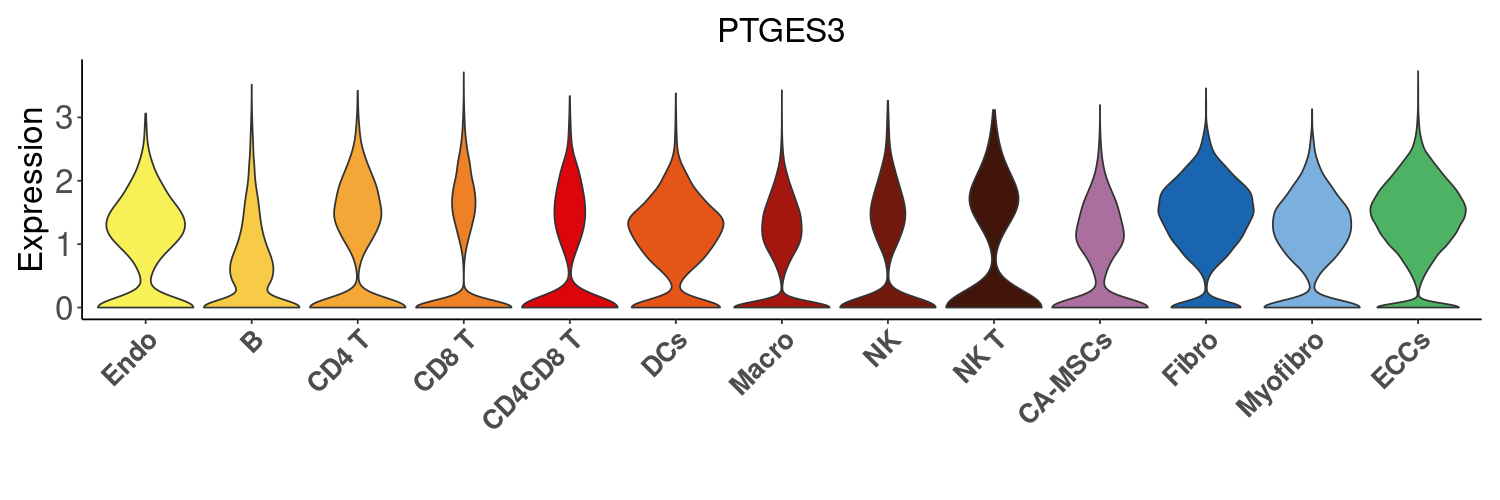 PTGES3
Expression
3
2
1
0
Endo
B
CD4 T
CD8 T
CD4CD8 T
DCs
Macro
NK
NK T
CA-MSCs
Fibro
Myofibro
ECCs